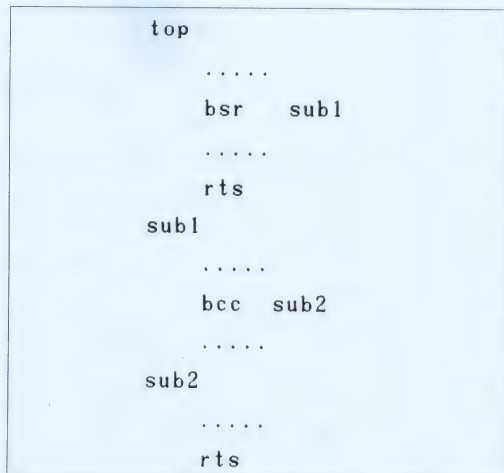 top
.....
bsr sub1
.....
rts
sub1
.....
bcc sub2
.....
sub2
.....
rts